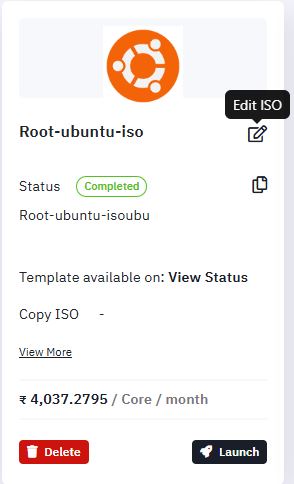 Edit ISO
Root-ubuntu-iso
Status Completed
Root-ubuntu-isoubu
Template available on: View Status
Copy ISO -
View More
₹ 4,037.2795 / Core / month
Delete Launch